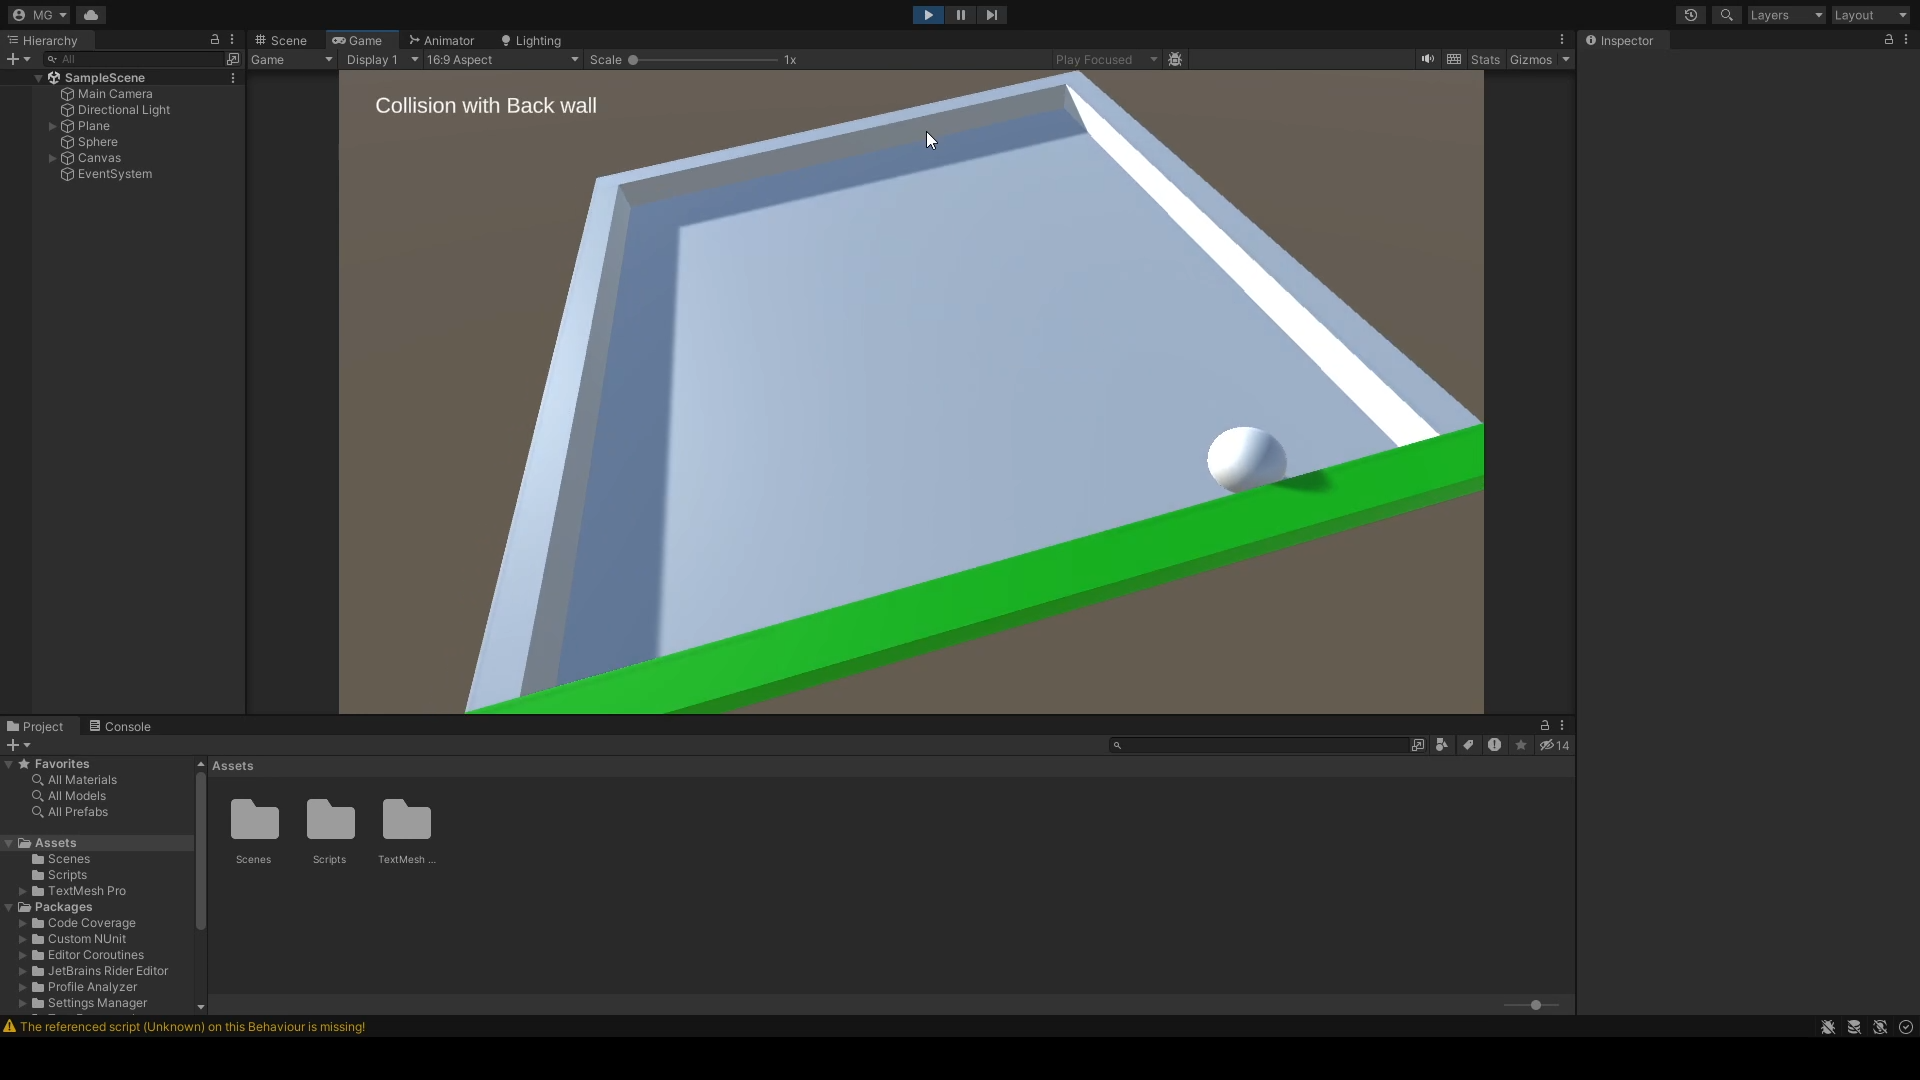 MG
Layers
Layout
Hierarchy
All
SampleScene
Main Camera
Directional Light
Plane
Sphere
Canvas
EventSystem
Scene
Game
Animator
Lighting
Game
Display 1
16:9 Aspect
Scale
1x
Play Focused
Stats
Gizmos
Collision with Back wall
Inspector
Project
Console
14
Favorites
All Materials
All Models
All Prefabs
Assets
Scenes
Scripts
TextMesh Pro
Packages
Code Coverage
Custom NUnit
Editor Coroutines
JetBrains Rider Editor
Profile Analyzer
Settings Manager
Assets
Scenes
Scripts
TextMesh ...
The referenced script (Unknown) on this Behaviour is missing!